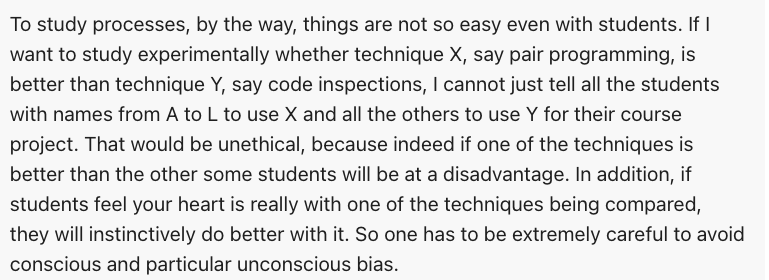 To study processes, by the way, things are not so easy even with students. If I
want to study experimentally whether technique X, say pair programming, is
better than technique Y, say code inspections, I cannot just tell all the students
with names from A to L to use X and all the others to use Y for their course
project. That would be unethical, because indeed if one of the techniques is
better than the other some students will be at a disadvantage. In addition, if
students feel your heart is really with one of the techniques being compared,
they will instinctively do better with it. So one has to be extremely careful to avoid
conscious and particular unconscious bias.